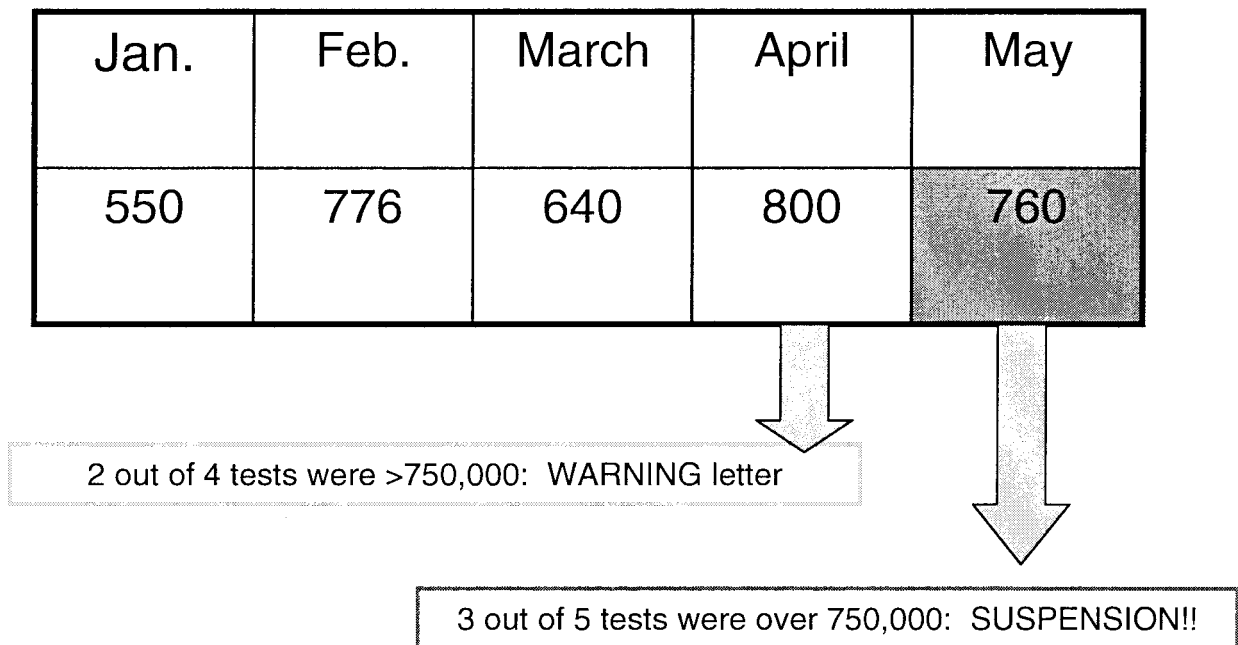 Jan. Feb. March April May
550 776 640 800 760
2 out of 4 tests were >750,000: WARNING letter
3 out of 5 tests were over 750,000: SUSPENSION!!